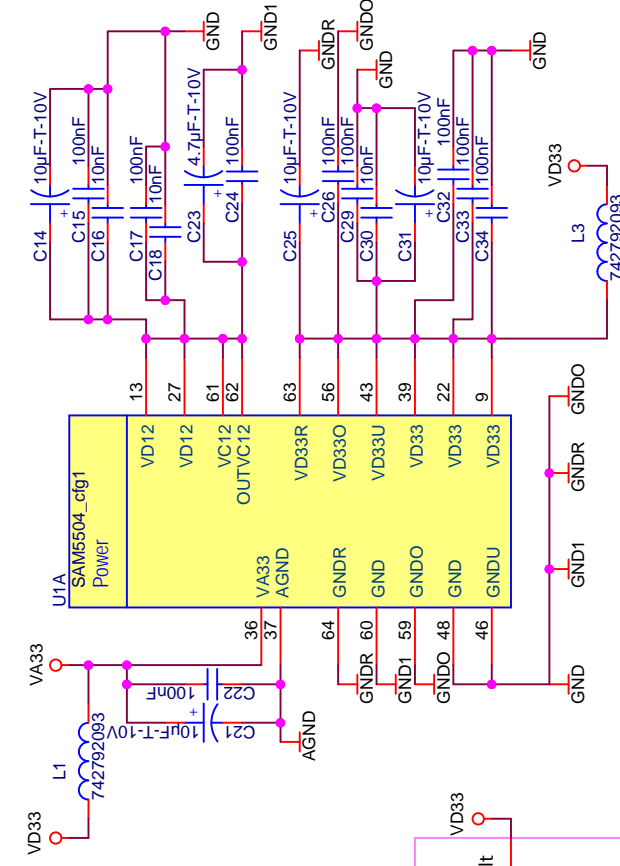 C14
10µF-T-10V
C15
100nF
C16
10nF
C17
100nF
C18
10nF
GND
C23
4.7µF-T-10V
C24
100nF
GND1
C25
10µF-T-10V
GNDR
C26
100nF
GNDO
C29
100nF
C30
10nF
GND
C31
10µF-T-10V
C32
100nF
C33
100nF
C34
100nF
GND
VD33
L3
742792093
+
+
+
+
13
27
61
62
63
56
43
39
22
9
U1A
SAM5504_cfg1
Power
VD12
VD12
VC12
OUTVC12
VD33R
VD33O
VD33U
VD33
VD33
VD33
VA33
AGND
GNDR
GND
GNDO
GND
GNDU
36
37
64
60
59
48
46
GNDR
GND1
GNDO
GND
GND1
GNDR
GNDO
VA33
VD33
L1
742792093
C22
100nF
C21
10µF-T-10V
+
AGND
VD33
lt